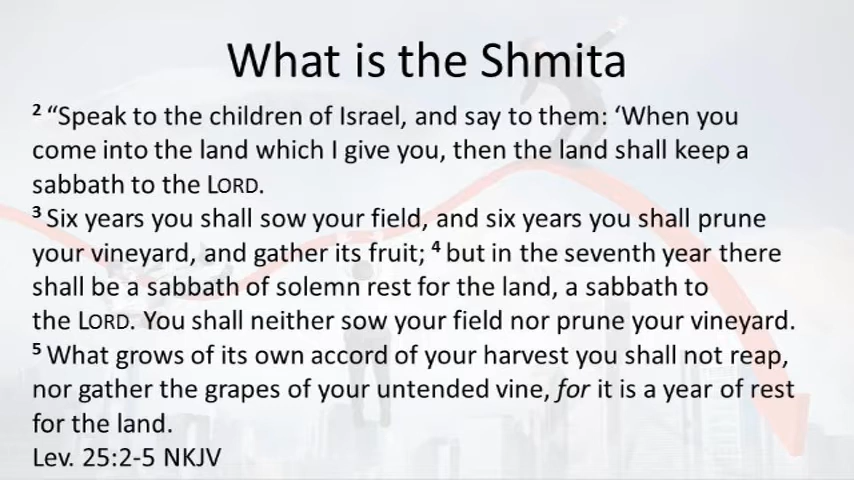 What is the Shmita
2 “Speak to the children of Israel, and say to them: ‘When you
come into the land which I give you, then the land shall keep a
sabbath to the LORD.
3 Six years you shall sow your field, and six years you shall prune
your vineyard, and gather its fruit; 4 but in the seventh year there
shall be a sabbath of solemn rest for the land, a sabbath to
the LORD. You shall neither sow your field nor prune your vineyard.
5 What grows of its own accord of your harvest you shall not reap,
nor gather the grapes of your untended vine, for it is a year of rest
for the land.
Lev. 25:2-5 NKJV